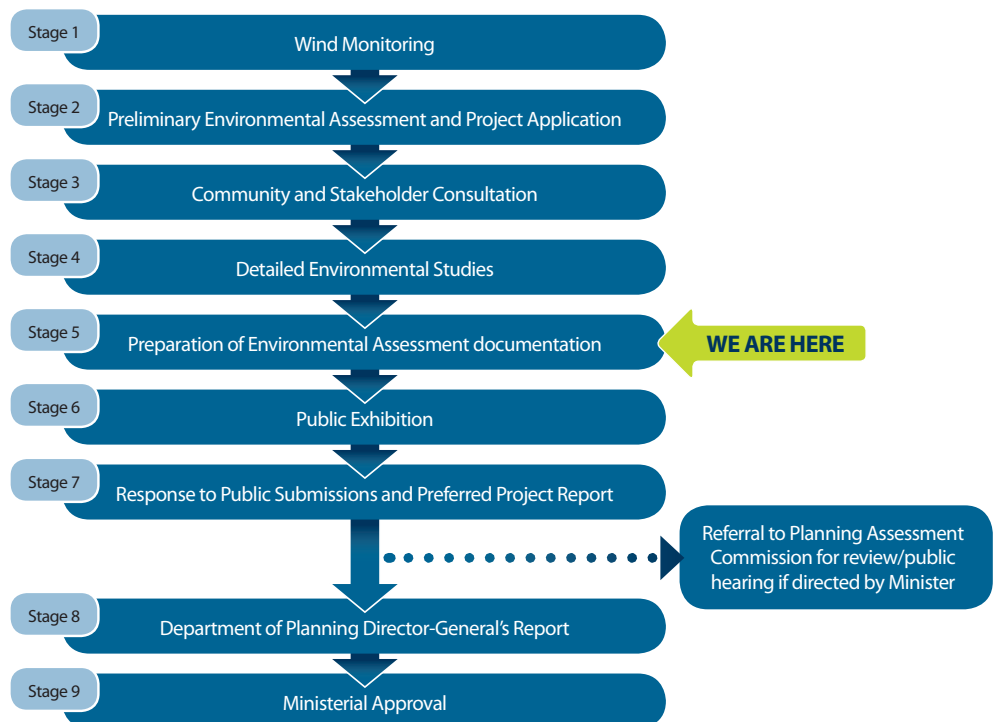 Stage 1
Wind Monitoring
Stage 2
Preliminary Environmental Assessment and Project Application
Stage 3
Community and Stakeholder Consultation
Stage 4
Detailed Environmental Studies
Stage 5
Preparation of Environmental Assessment documentation
WE ARE HERE
Stage 6
Public Exhibition
Stage 7
Response to Public Submissions and Preferred Project Report
Referral to Planning Assessment
Commission for review/public
hearing if directed by Minister
Stage 8
Department of Planning Director-General's Report
Stage 9
Ministerial Approval